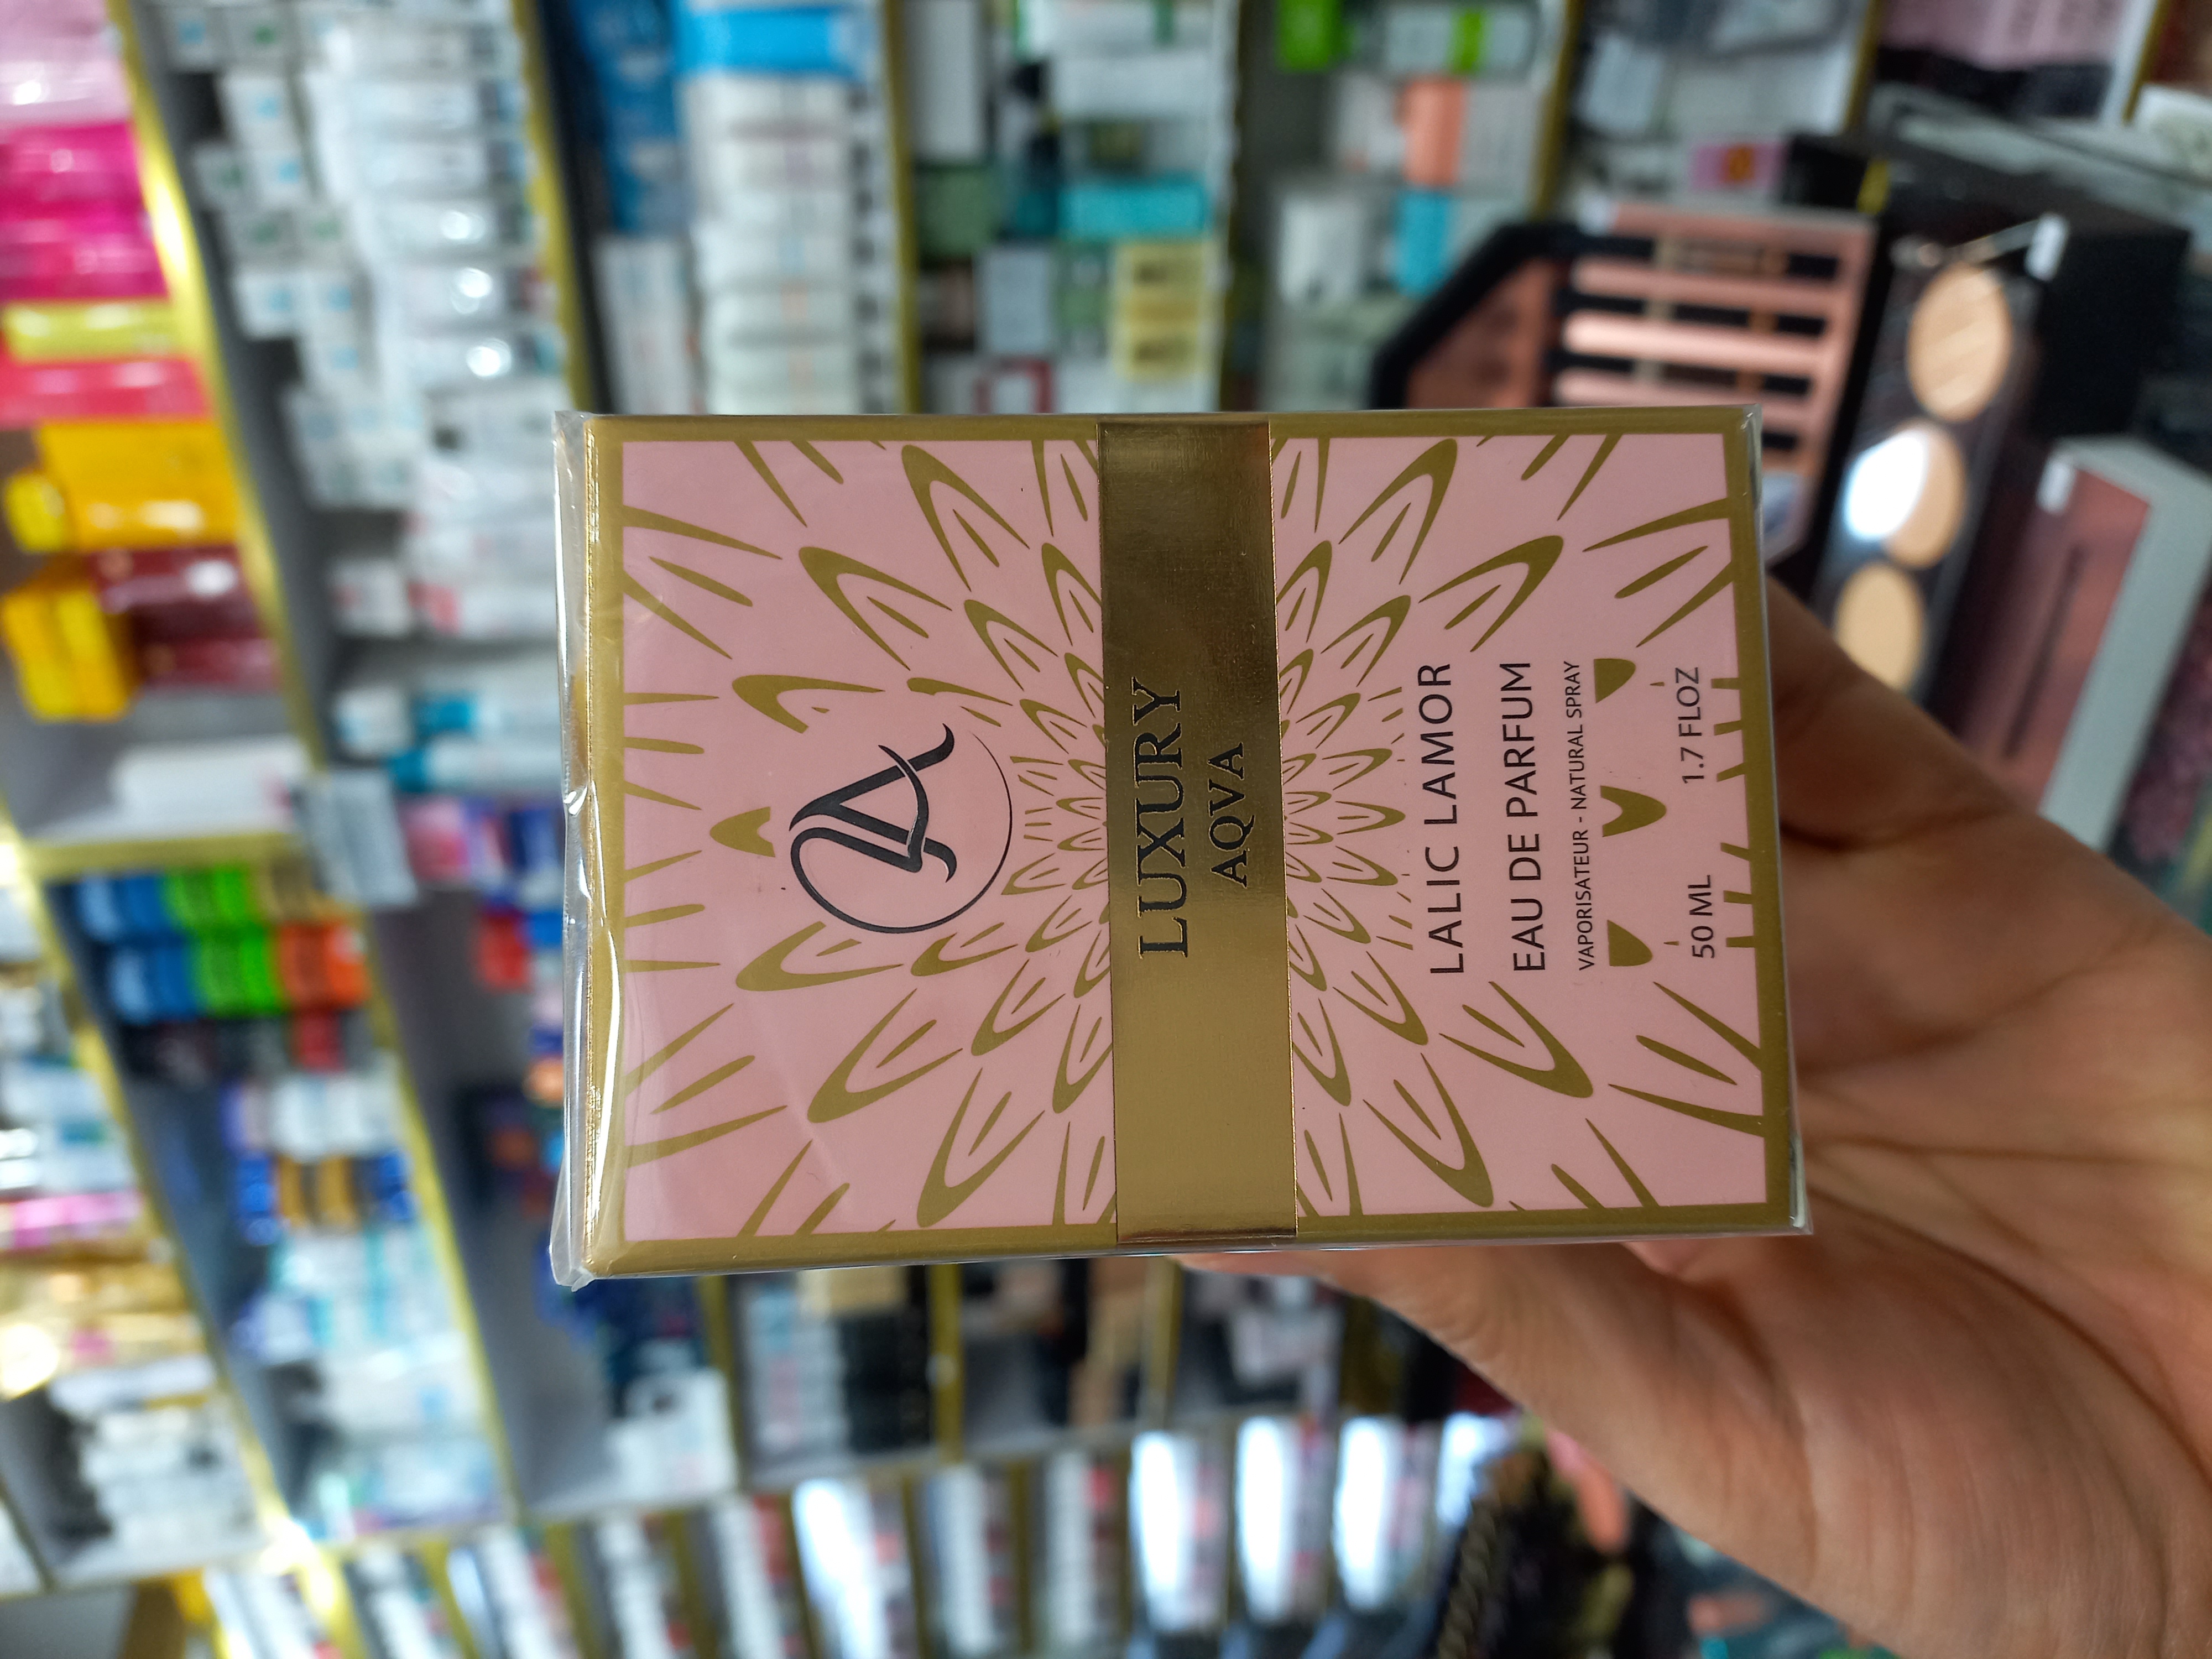 LUXURY
AQVA
LALIC LAMOR
EAU DE PARFUM
VAPORISATEUR - NATURAL SPRAY
50 ML 1.7 FLOZ